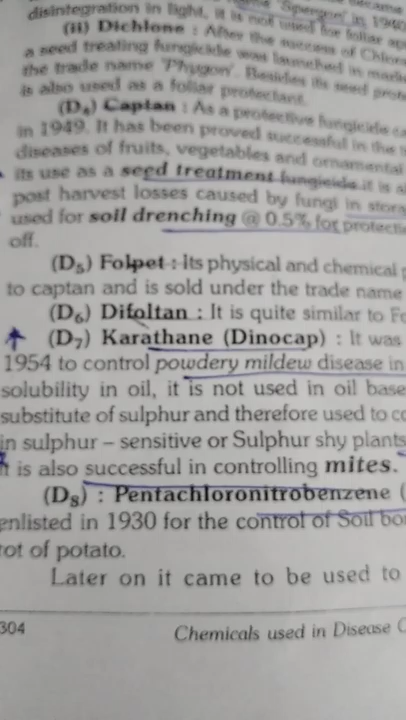 disintegration in light, it is not used for foliar
(ii) Dichlone : After the success of
a seed treating fungicide was launched in
the trade name 'Phygon'. Besides its seed
is also used as a foliar protectant.
(D₄) Captan : As a protective fungicide
in 1949. It has been proved successful in the
diseases of fruits, vegetables and ornamental
its use as a seed treatment fungicide it is
post harvest losses caused by fungi in
used for soil drenching @ 0.5% for
off.
(D₅) Folpet : Its physical and chemical
to captan and is sold under the trade name
(D₆) Difoltan : It is quite similar to
(D₇) Karathane (Dinocap) : It was
1954 to control powdery mildew disease in
solubility in oil, it is not used in oil base
substitute of sulphur and therefore used to
in sulphur – sensitive or Sulphur shy plants
is also successful in controlling mites.
(D₈) : Pentachloronitrobenzene (
enlisted in 1930 for the control of Soil
of potato.
Later on it came to be used to
304 Chemicals used in Disease